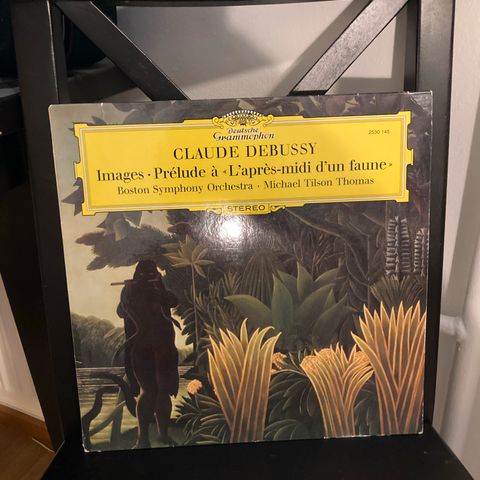 Deutsche
Grammophon
2530 145
CLAUDE DEBUSSY
Images · Prélude à «L'après-midi d'un faune»
Boston Symphony Orchestra · Michael Tilson Thomas
STEREO